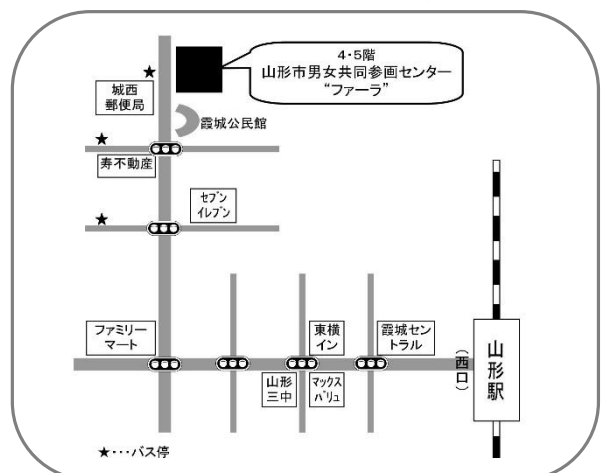 4・5階
山形市男女共同参画センター
“ファーラ”
★
城西
郵便局
霞城公民館
★
寿不動産
セブン
イレブン
★
ファミリー
マート
東横
イン
霞城セン
トラル
山形
三中
マックス
バリュ
(西口)
山形駅
★・・・バス停